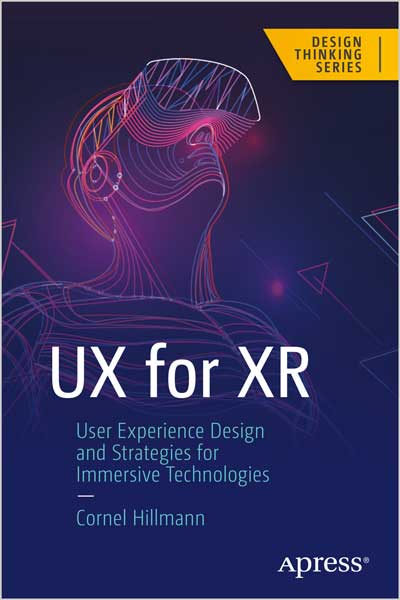 DESIGN
THINKING
SERIES
UX for XR
User Experience Design
and Strategies for
Immersive Technologies
Cornel Hillmann
Apress®